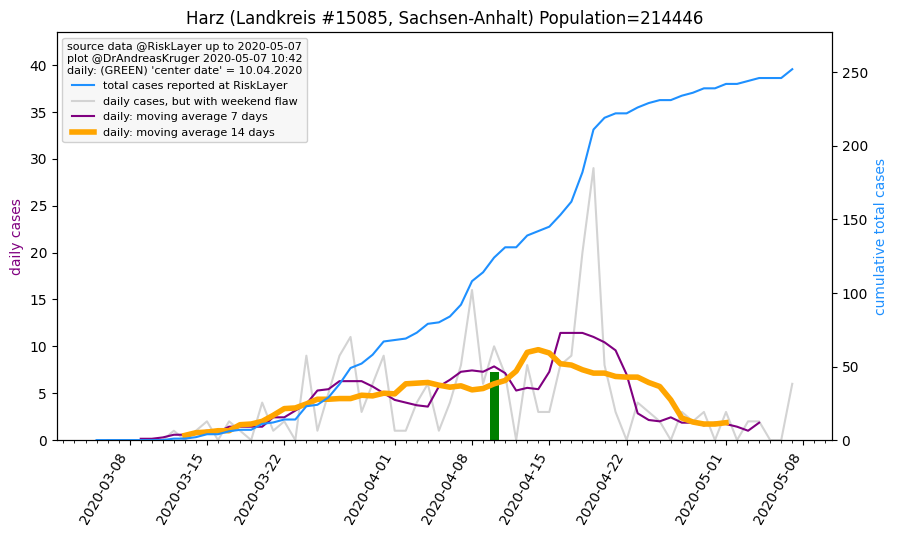 Harz (Landkreis #15085, Sachsen-Anhalt) Population=214446
source data @RiskLayer up to 2020-05-07
plot @DrAndreasKruger 2020-05-07 10:42
daily: (GREEN) 'center date' = 10.04.2020
total cases reported at RiskLayer
daily cases, but with weekend flaw
daily: moving average 7 days
daily: moving average 14 days
daily cases
40
35
30
25
20
15
10
5
0
cumulative total cases
250
200
150
100
50
0
2020-03-08
2020-03-15
2020-03-22
2020-04-01
2020-04-08
2020-04-15
2020-04-22
2020-05-01
2020-05-08